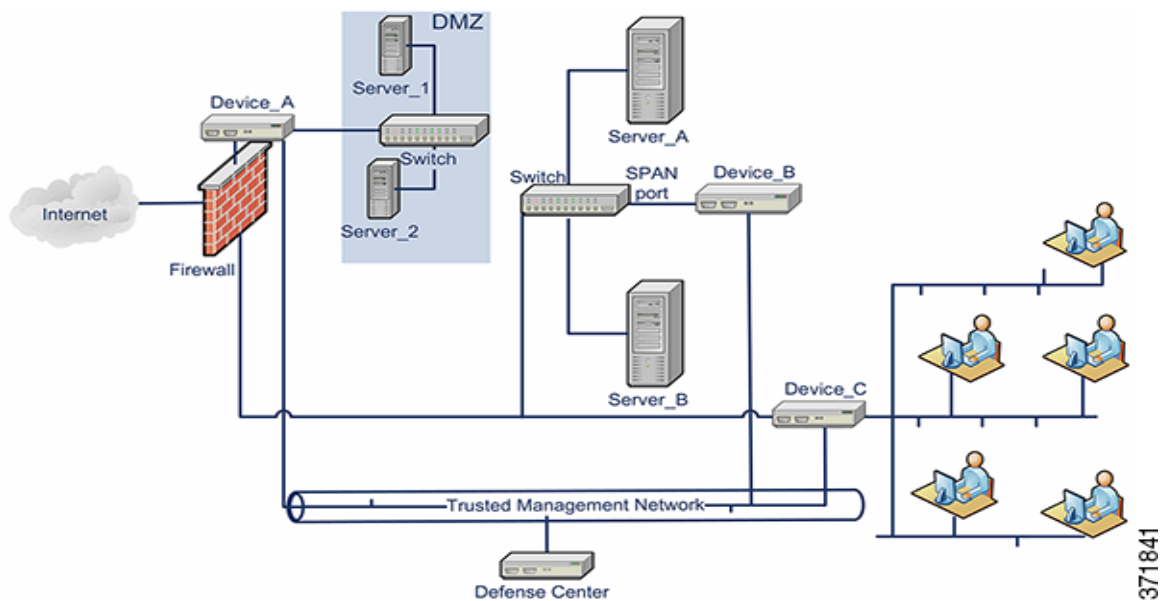 DMZ
Server_1
Device_A
Switch
Server_2
Internet
Firewall
Server_A
Switch
SPAN
port
Device_B
Server_B
Device_C
Trusted Management Network
Defense Center
371841